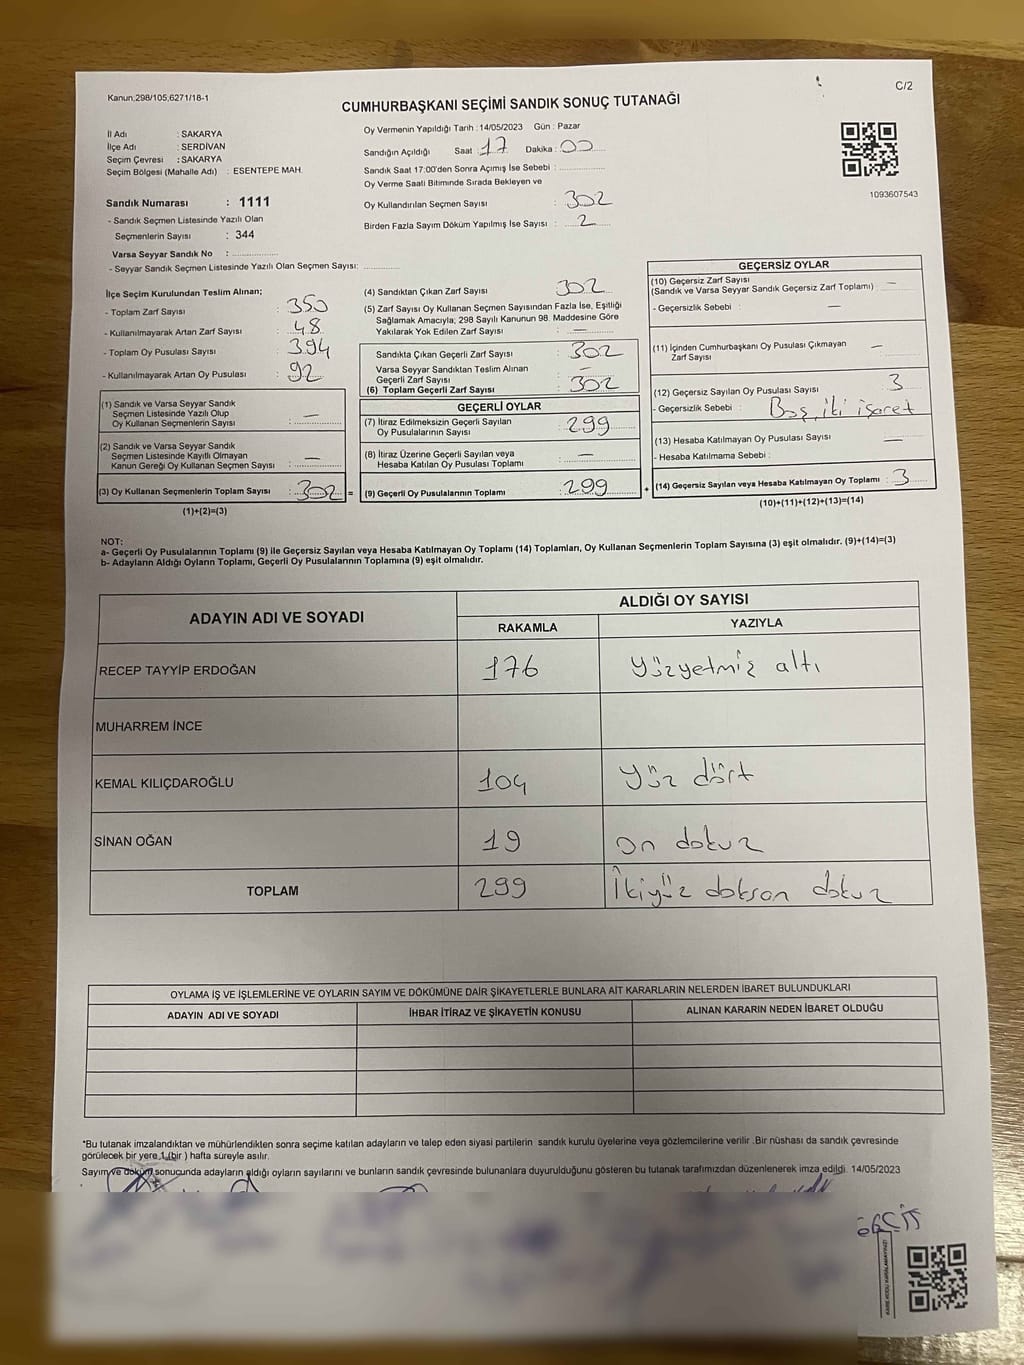 Kanun;298/105;6271/18-1
C/2
CUMHURBAŞKANI SEÇİMİ SANDIK SONUÇ TUTANAĞI
İl Adı : SAKARYA
İlçe Adı : SERDİVAN
Seçim Çevresi : SAKARYA
Seçim Bölgesi (Mahalle Adı) : ESENTEPE MAH.
Oy Vermenin Yapıldığı Tarih :14/05/2023 Gün : Pazar
Sandığın Açıldığı Saat : 17 Dakika : 00
Sandık Saat 17:00'den Sonra Açımış İse Sebebi :
Oy Verme Saati Bitiminde Sırada Bekleyen ve
Oy Kullandırılan Seçmen Sayısı : 302
Birden Fazla Sayım Döküm Yapılmış İse Sayısı : 2
1093607543
Sandık Numarası : 1111
- Sandık Seçmen Listesinde Yazılı Olan
Seçmenlerin Sayısı : 344
Varsa Seyyar Sandık No :
- Seyyar Sandık Seçmen Listesinde Yazılı Olan Seçmen Sayısı:
İlçe Seçim Kurulundan Teslim Alınan;
- Toplam Zarf Sayısı : 350
- Kullanılmayarak Artan Zarf Sayısı : 48
- Toplam Oy Pusulası Sayısı : 394
- Kullanılmayarak Artan Oy Pusulası : 92
(1) Sandık ve Varsa Seyyar Sandık
Seçmen Listesinde Yazılı Olup
Oy Kullanan Seçmenlerin Sayısı : —
(2) Sandık ve Varsa Seyyar Sandık
Seçmen Listesinde Kayıtlı Olmayan
Kanun Gereği Oy Kullanan Seçmen Sayısı : —
(3) Oy Kullanan Seçmenlerin Toplam Sayısı : 302 =
(1)+(2)=(3)
(4) Sandıktan Çıkan Zarf Sayısı : 302
(5) Zarf Sayısı Oy Kullanan Seçmen Sayısından Fazla İse, Eşitliği
Sağlamak Amacıyla; 298 Sayılı Kanunun 98. Maddesine Göre
Yakılarak Yok Edilen Zarf Sayısı : —
Sandıkta Çıkan Geçerli Zarf Sayısı : 302
Varsa Seyyar Sandıktan Teslim Alınan
Geçerli Zarf Sayısı : —
(6) Toplam Geçerli Zarf Sayısı : 302
GEÇERLİ OYLAR
(7) İtiraz Edilmeksizin Geçerli Sayılan
Oy Pusulalarının Sayısı : 299
(8) İtiraz Üzerine Geçerli Sayılan veya
Hesaba Katılan Oy Pusulası Toplamı : —
(9) Geçerli Oy Pusulalarının Toplamı : 299 +
GEÇERSİZ OYLAR
(10) Geçersiz Zarf Sayısı
(Sandık ve Varsa Seyyar Sandık Geçersiz Zarf Toplamı) : —
- Geçersizlik Sebebi : —
(11) İçinden Cumhurbaşkanı Oy Pusulası Çıkmayan
Zarf Sayısı —
(12) Geçersiz Sayılan Oy Pusulası Sayısı : 3
- Geçersizlik Sebebi : Boş, iki işaret
(13) Hesaba Katılmayan Oy Pusulası Sayısı : —
- Hesaba Katılmama Sebebi :
(14) Geçersiz Sayılan veya Hesaba Katılmayan Oy Toplamı : 3
(10)+(11)+(12)+(13)=(14)
NOT:
a- Geçerli Oy Pusulalarının Toplamı (9) ile Geçersiz Sayılan veya Hesaba Katılmayan Oy Toplamı (14) Toplamları, Oy Kullanan Seçmenlerin Toplam Sayısına (3) eşit olmalıdır. (9)+(14)=(3)
b- Adayların Aldığı Oyların Toplamı, Geçerli Oy Pusulalarının Toplamına (9) eşit olmalıdır.
ADAYIN ADI VE SOYADI
ALDIĞI OY SAYISI
RAKAMLA YAZIYLA
RECEP TAYYİP ERDOĞAN 176 yüzyetmiş altı
MUHARREM İNCE
KEMAL KILIÇDAROĞLU 104 yüz dört
SİNAN OĞAN 19 on dokuz
TOPLAM 299 İkiyüz doksan dokuz
OYLAMA İŞ VE İŞLEMLERİNE VE OYLARIN SAYIM VE DÖKÜMÜNE DAİR ŞİKAYETLERLE BUNLARA AİT KARARLARIN NELERDEN İBARET BULUNDUKLARI
ADAYIN ADI VE SOYADI İHBAR İTİRAZ VE ŞİKAYETİN KONUSU ALINAN KARARIN NEDEN İBARET OLDUĞU
*Bu tutanak imzalandıktan ve mühürlendikten sonra seçime katılan adayların ve talep eden siyasi partilerin sandık kurulu üyelerine veya gözlemcilerine verilir .Bir nüshası da sandık çevresinde
görülecek bir yere 1 (bir ) hafta süreyle asılır.
Sayım ve döküm sonucunda adayların aldığı oyların sayılarını ve bunların sandık çevresinde bulunanlara duyurulduğunu gösteren bu tutanak tarafımızdan düzenlenerek imza edildi. 14/05/2023